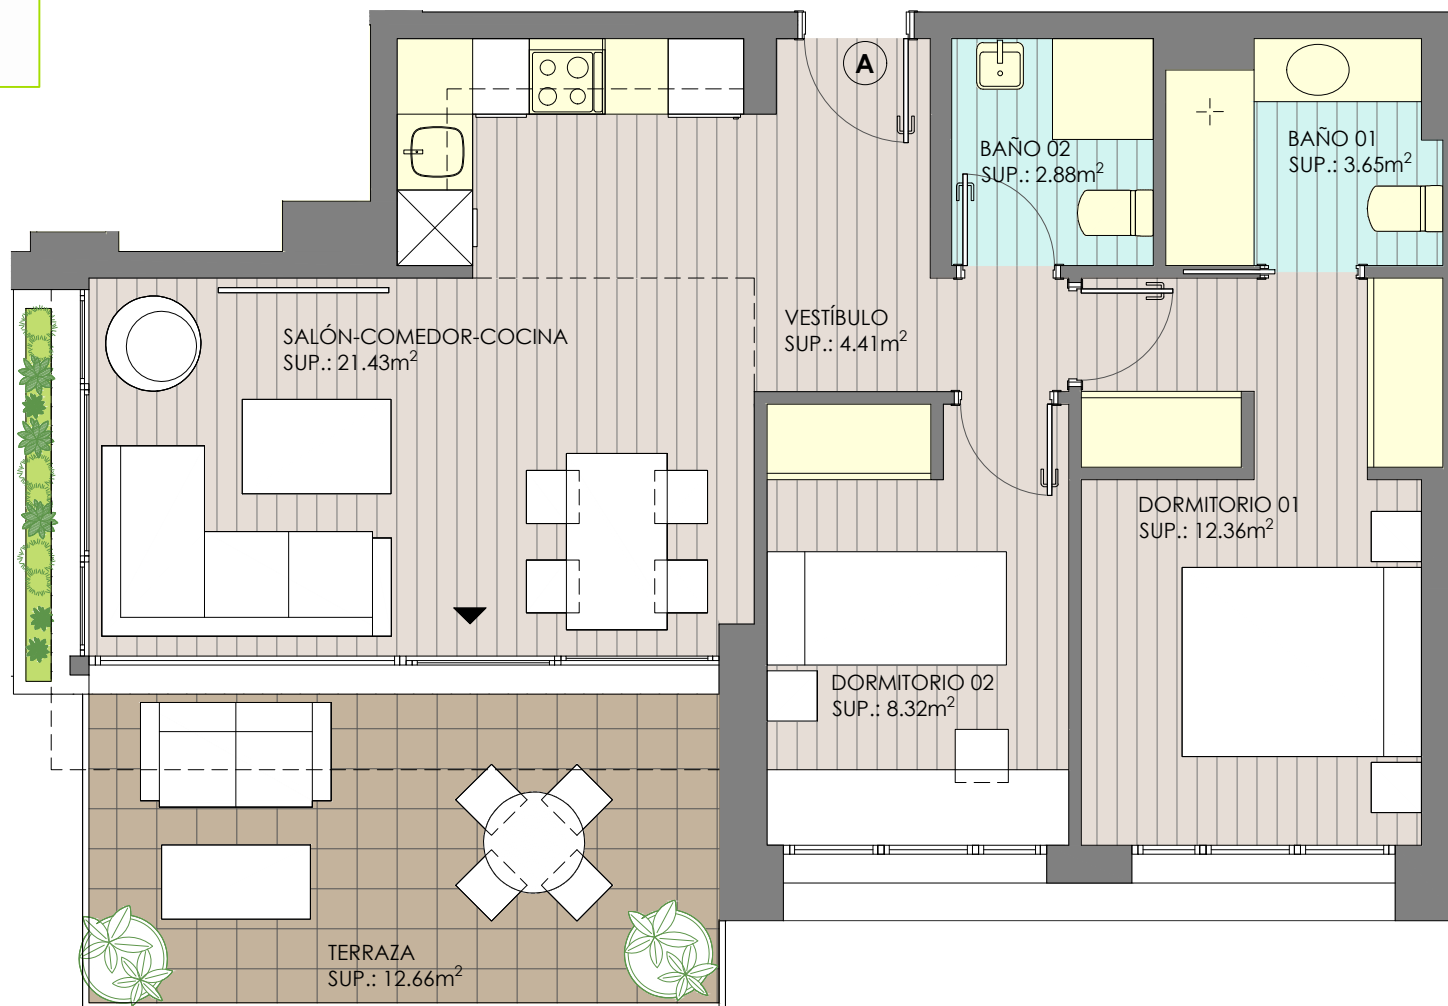 A
BAÑO 02
SUP.: 2.88m²
BAÑO 01
SUP.: 3.65m²
SALÓN-COMEDOR-COCINA
SUP.: 21.43m²
VESTÍBULO
SUP.: 4.41m²
DORMITORIO 01
SUP.: 12.36m²
DORMITORIO 02
SUP.: 8.32m²
TERRAZA
SUP.: 12.66m²